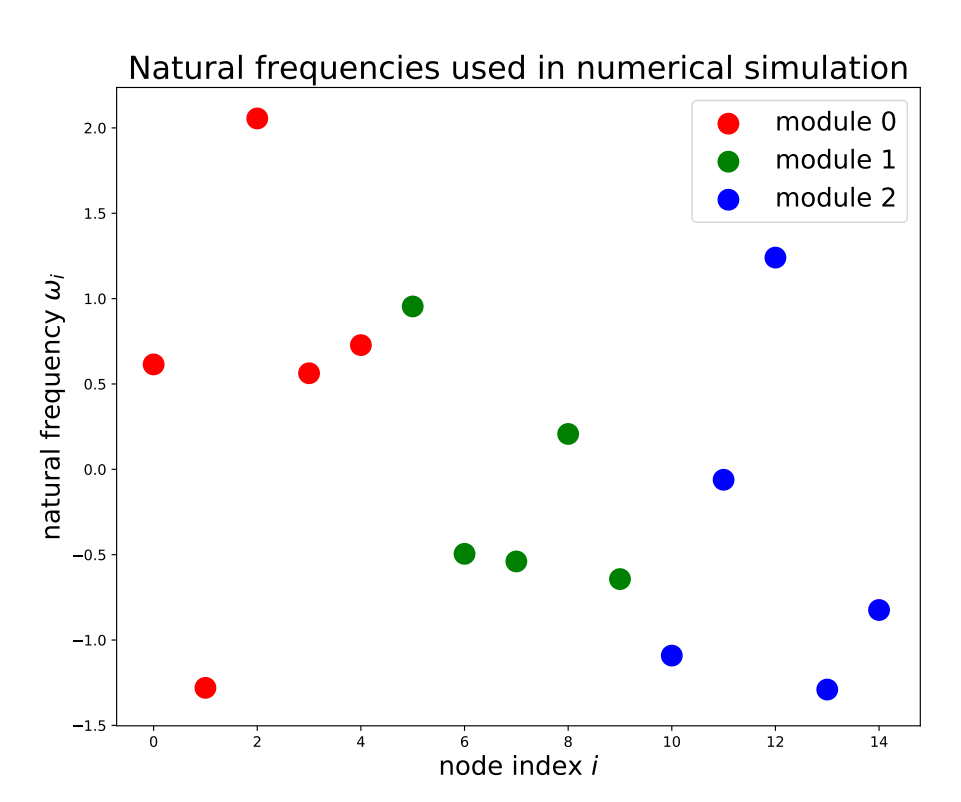 Natural frequencies used in numerical simulation
module 0
module 1
module 2
natural frequency ωᵢ
2.0
1.5
1.0
0.5
0.0
−0.5
−1.0
−1.5
0 2 4 6 8 10 12 14
node index i